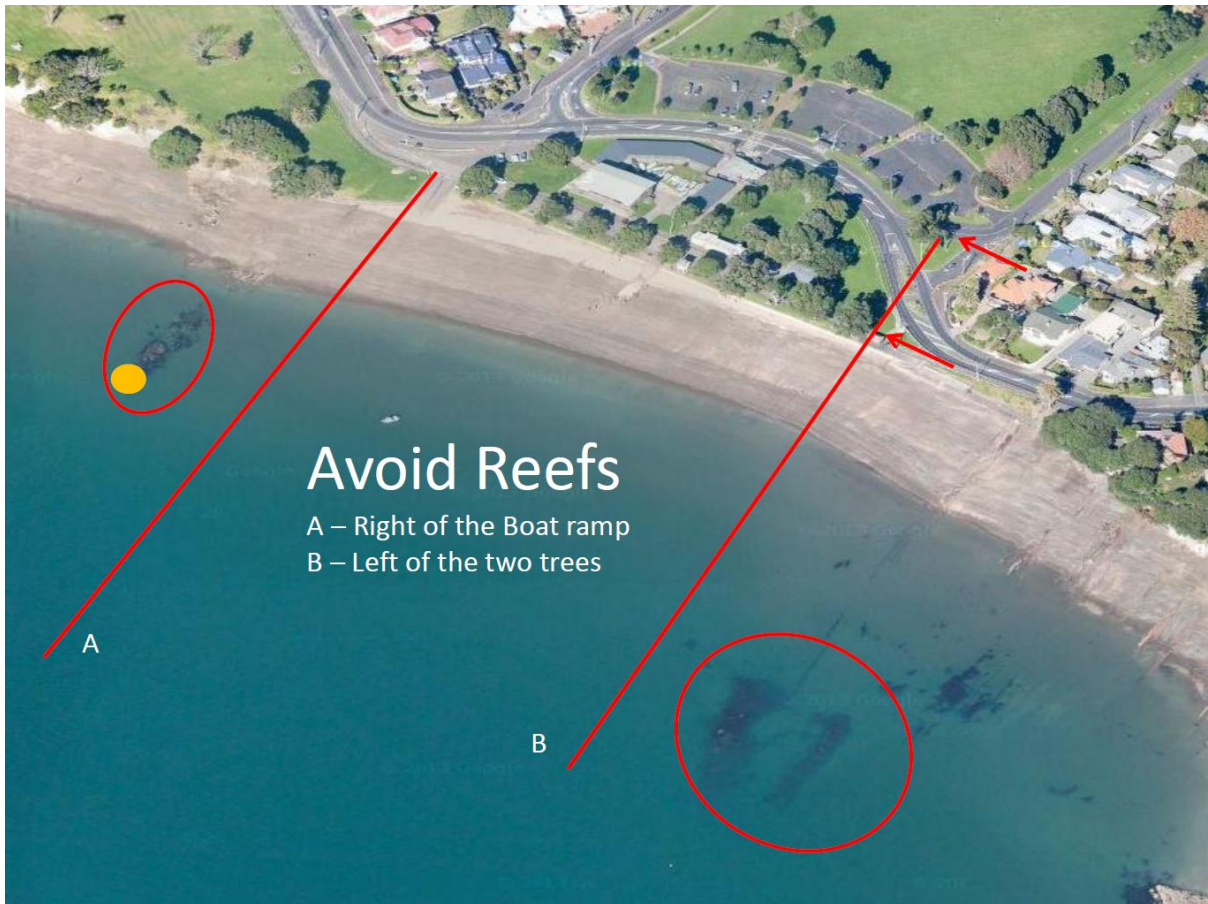 Avoid Reefs
A – Right of the Boat ramp
B – Left of the two trees
A
B